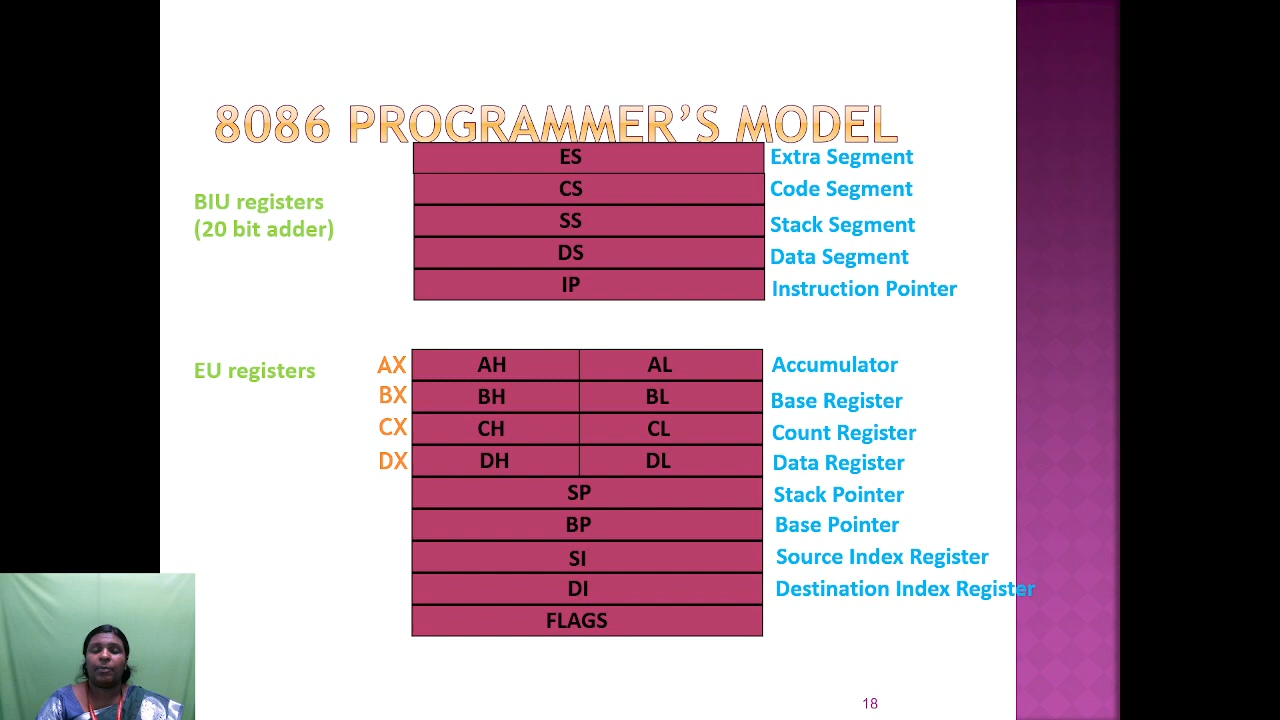 8086 PROGRAMMER’S MODEL
ES Extra Segment
CS Code Segment
BIU registers
(20 bit adder)
SS Stack Segment
DS Data Segment
IP Instruction Pointer
EU registers
AX AH AL Accumulator
BX BH BL Base Register
CX CH CL Count Register
DX DH DL Data Register
SP Stack Pointer
BP Base Pointer
SI Source Index Register
DI Destination Index Register
FLAGS
18